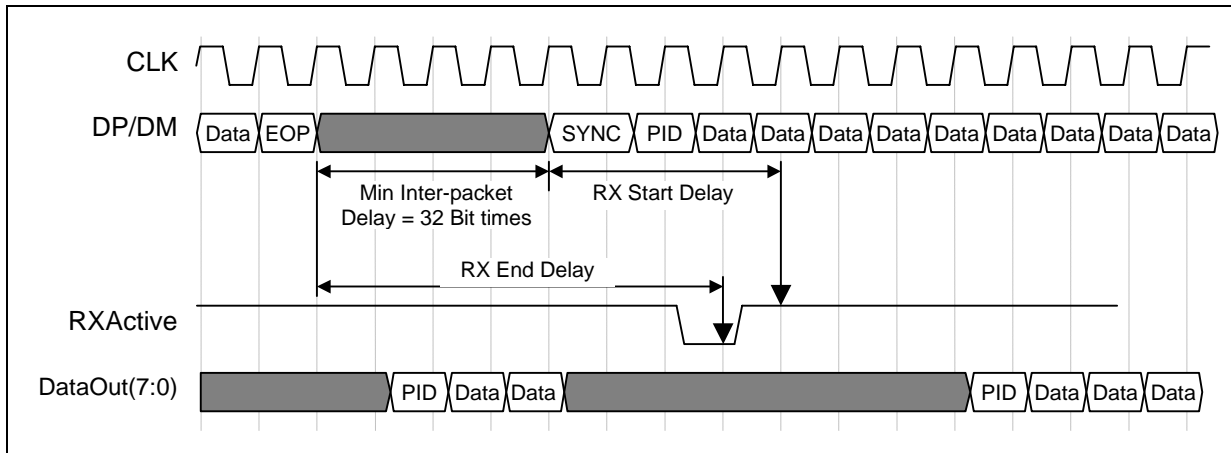 CLK
DP/DM
Data EOP SYNC PID Data Data Data Data Data Data Data Data Data
Min Inter-packet
Delay = 32 Bit times
RX Start Delay
RX End Delay
RXActive
DataOut(7:0)
PID Data Data PID Data Data Data